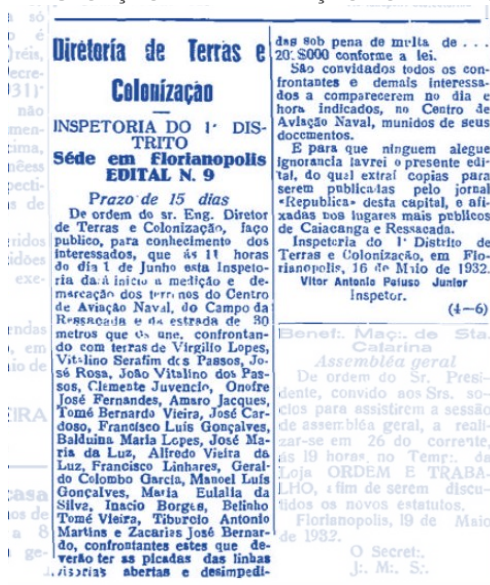 Diretoria de Terras e
Colonização
INSPETORIA DO 1º DIS-
TRITO
Séde em Florianopolis
EDITAL N. 9
Prazo de 15 dias
De ordem do sr. Eng. Diretor
de Terras e Colonização, faço
publico, para conhecimento dos
interessados, que ás 11 horas
do dia 1 de Junho esta Inspeto-
ria dará inicio a medição e de-
marcação dos terrenos do Centro
de Aviação Naval, do Campo da
Ressacada e da estrada de 30
metros que os une, confrontan-
do com terras de Virgilio Lopes,
Vitalino Serafim dos Passos, Jo-
sé Rosa, João Vitalino dos Pas-
sos, Clemente Juvencio, Onofre
José Fernandes, Amaro Jacques,
Tomé Bernardo Vieira, José Car-
doso, Francisco Luís Gonçalves,
Balduina Maria Lopes, José Ma-
ria da Luz, Alfredo Vieira da
Luz, Francisco Linhares, Geral-
do Colombo Garcia, Manoel Luís
Gonçalves, Maria Eulalia da
Silva, Inacio Borges, Belinho
Tomé Vieira, Tiburcio Antonio
Martins e Zacarias José Bernar-
do, confrontantes estes que de-
verão ter as picadas das linhas
divisorias abertas e desimpedi-
das sob pena de multa de . . .
20.$000 conforme a lei.
São convidados todos os con-
frontantes e demais interessa-
dos a comparecerem no dia e
hora indicados, no Centro de
Aviação Naval, munidos de seus
documentos.
E para que ninguem alegue
ignorancia lavrei o presente edi-
tal, do qual extraí copias para
serem publicadas pelo jornal
«Republica» desta capital, e afi-
xadas nos lugares mais publicos
de Caiacanga e Ressacada.
Inspetoria do 1º Distrito de
Terras e Colonização, em Flo-
rianopolis, 16 de Maio de 1932.
Vitor Antonio Peluso Junior
Inspetor.
(4—6)
Benef∴ Maç∴ de Sta.
Catarina
Assembléa geral
De ordem do Sr. Presi-
dente, convido aos Srs. so-
cios para assistirem a sessão
de assembléa geral, a reali-
zar-se em 26 do corrente,
ás 19 horas, no Temp∴ da
Loja ORDEM E TRABA-
LHO, afim de serem discu-
tidos os novos estatutos.
Florianopolis, 19 de Maio
de 1932.
O Secret∴
J∴ M∴ S∴